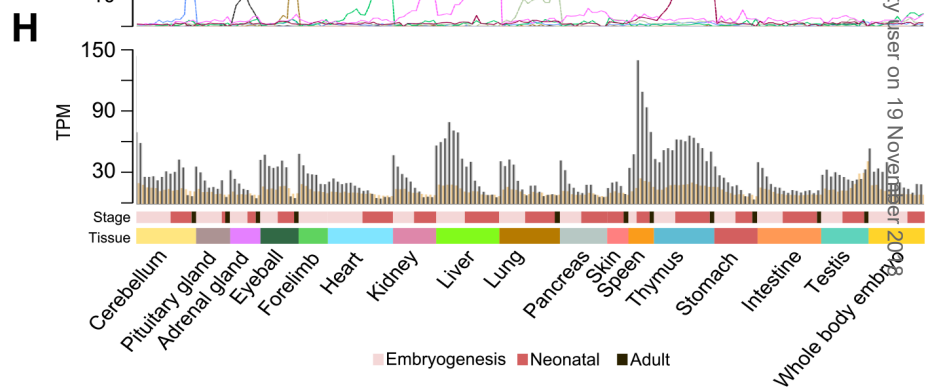 H
150
90
30
TPM
Stage
Tissue
Cerebellum
Pituitary gland
Adrenal gland
Eyeball
Forelimb
Heart
Kidney
Liver
Lung
Pancreas
Skin
Speen
Thymus
Stomach
Intestine
Testis
Whole body embryo
Embryogenesis
Neonatal
Adult
user on 19 November 2018